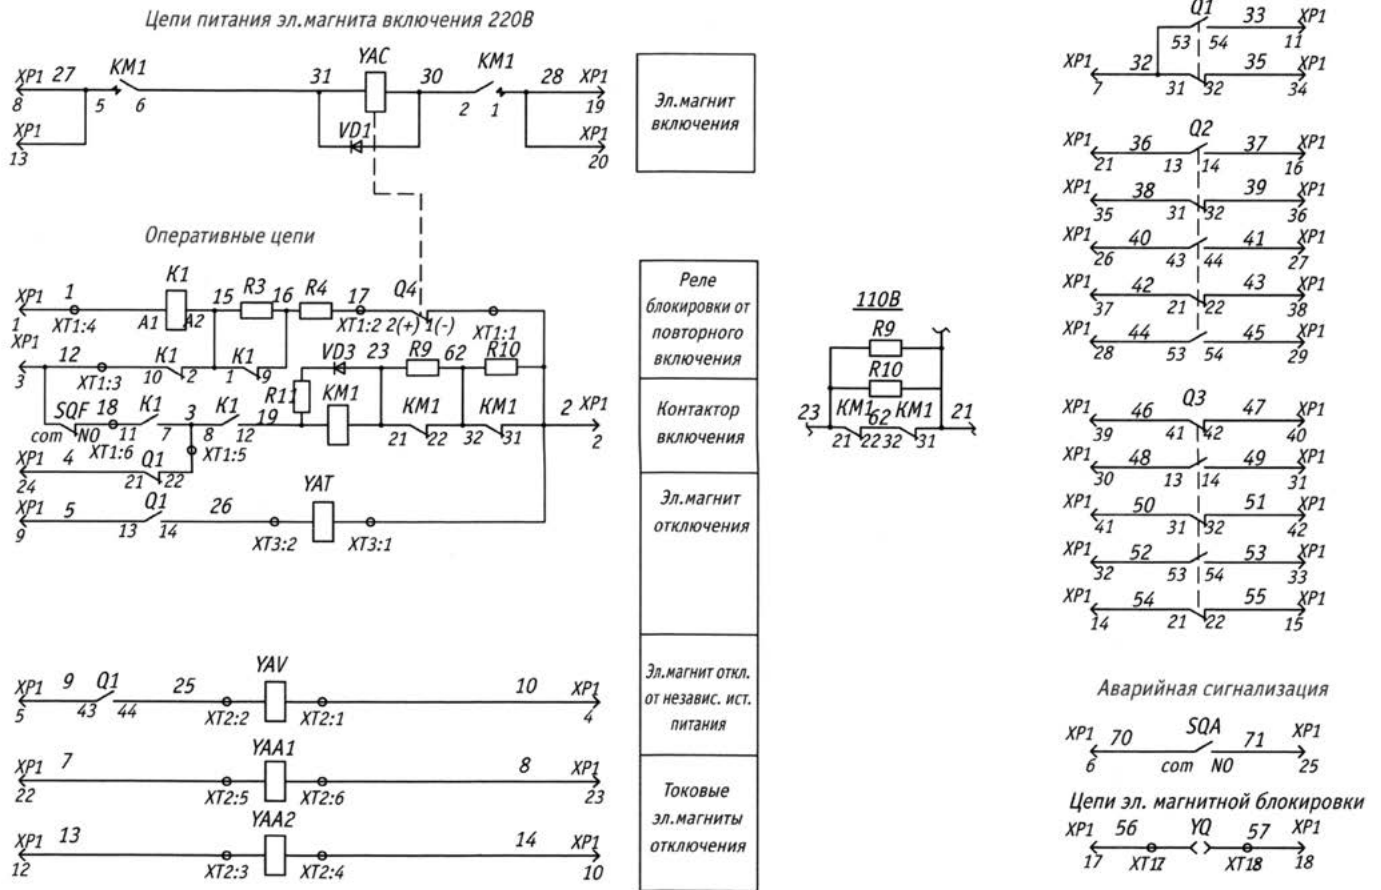 Цепи питания эл.магнита включения 220В
XP1 27 KM1 31 YAC 30 KM1 28 XP1
8 5 6 2 1 19
XP1 VD1 XP1
13 20
Эл.магнит
включения
Оперативные цепи
XP1 1 K1 15 R3 16 R4 17 Q4
1 XT1:4 A1 A2 XT1:2 2(+) 1(-) XT1:1
XP1 12 K1 K1 VD3 23 R9 62 R10
3 XT1:3 10 2 1 9
R11 KM1 KM1 KM1
SQF 18 K1 3 K1 19 2 XP1
com NO 11 7 8 12 21 22 32 31 2
XT1:6 XT1:5
XP1 4 Q1
24 21 22
XP1 5 Q1 26 YAT
9 13 14 XT3:2 XT3:1
Реле
блокировки от
повторного
включения
Контактор
включения
Эл.магнит
отключения
XP1 9 Q1 25 YAV 10 XP1
5 43 44 XT2:2 XT2:1 4
Эл.магнит откл.
от независ. ист.
питания
XP1 7 YAA1 8 XP1
22 XT2:5 XT2:6 23
XP1 13 YAA2 14 XP1
12 XT2:3 XT2:4 10
Токовые
эл.магниты
отключения
110В
R9
R10
23 KM1 62 KM1 21
21 22 32 31
Q1 33 XP1
53 54 11
XP1 32 35 XP1
7 31 32 34
Q2
XP1 36 37 XP1
21 13 14 16
XP1 38 39 XP1
35 31 32 36
XP1 40 41 XP1
26 43 44 27
XP1 42 43 XP1
37 21 22 38
XP1 44 45 XP1
28 53 54 29
Q3
XP1 46 47 XP1
39 41 42 40
XP1 48 49 XP1
30 13 14 31
XP1 50 51 XP1
41 31 32 42
XP1 52 53 XP1
32 53 54 33
XP1 54 55 XP1
14 21 22 15
Аварийная сигнализация
XP1 70 SQA 71 XP1
6 com NO 25
Цепи эл. магнитной блокировки
XP1 56 YQ 57 XP1
17 XT17 XT18 18